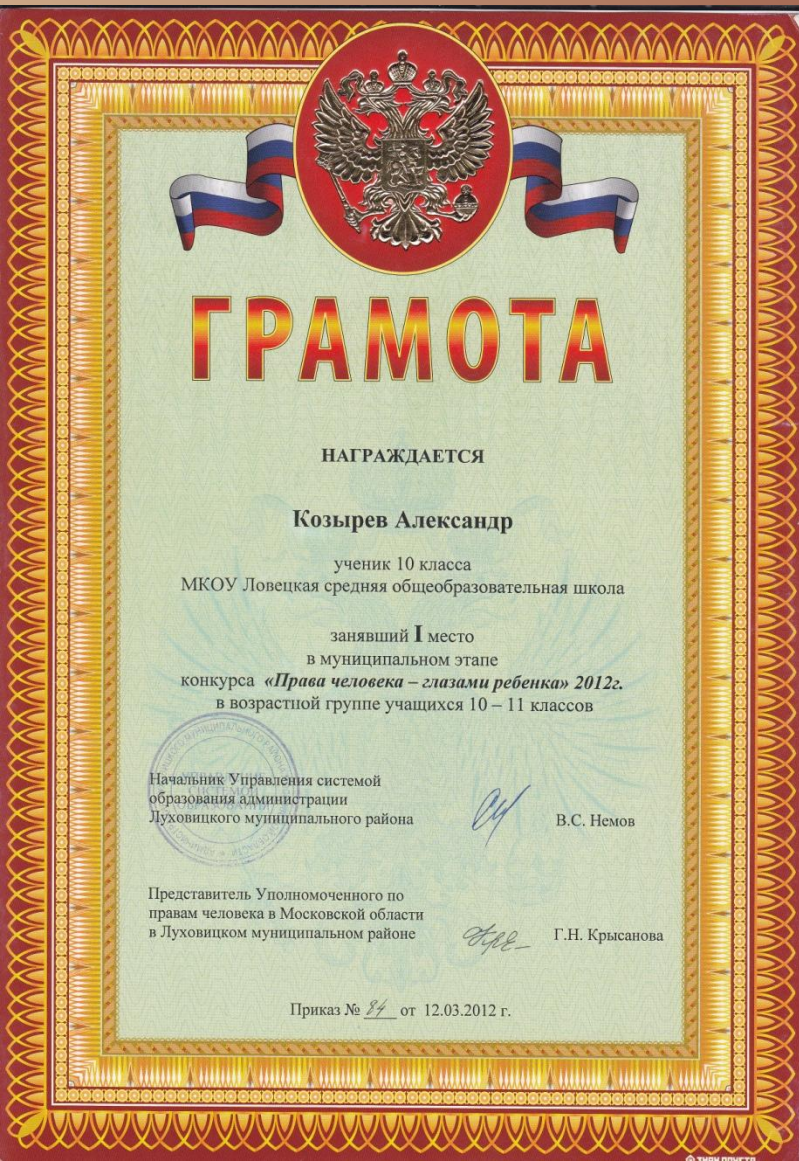 ГРАМОТА
НАГРАЖДАЕТСЯ
Козырев Александр
ученик 10 класса
МКОУ Ловецкая средняя общеобразовательная школа
занявший I место
в муниципальном этапе
конкурса «Права человека – глазами ребенка» 2012г.
в возрастной группе учащихся 10 – 11 классов
Начальник Управления системой
образования администрации
Луховицкого муниципального района
В.С. Немов
Представитель Уполномоченного по
правам человека в Московской области
в Луховицком муниципальном районе
Г.Н. Крысанова
Приказ № 84 от 12.03.2012 г.